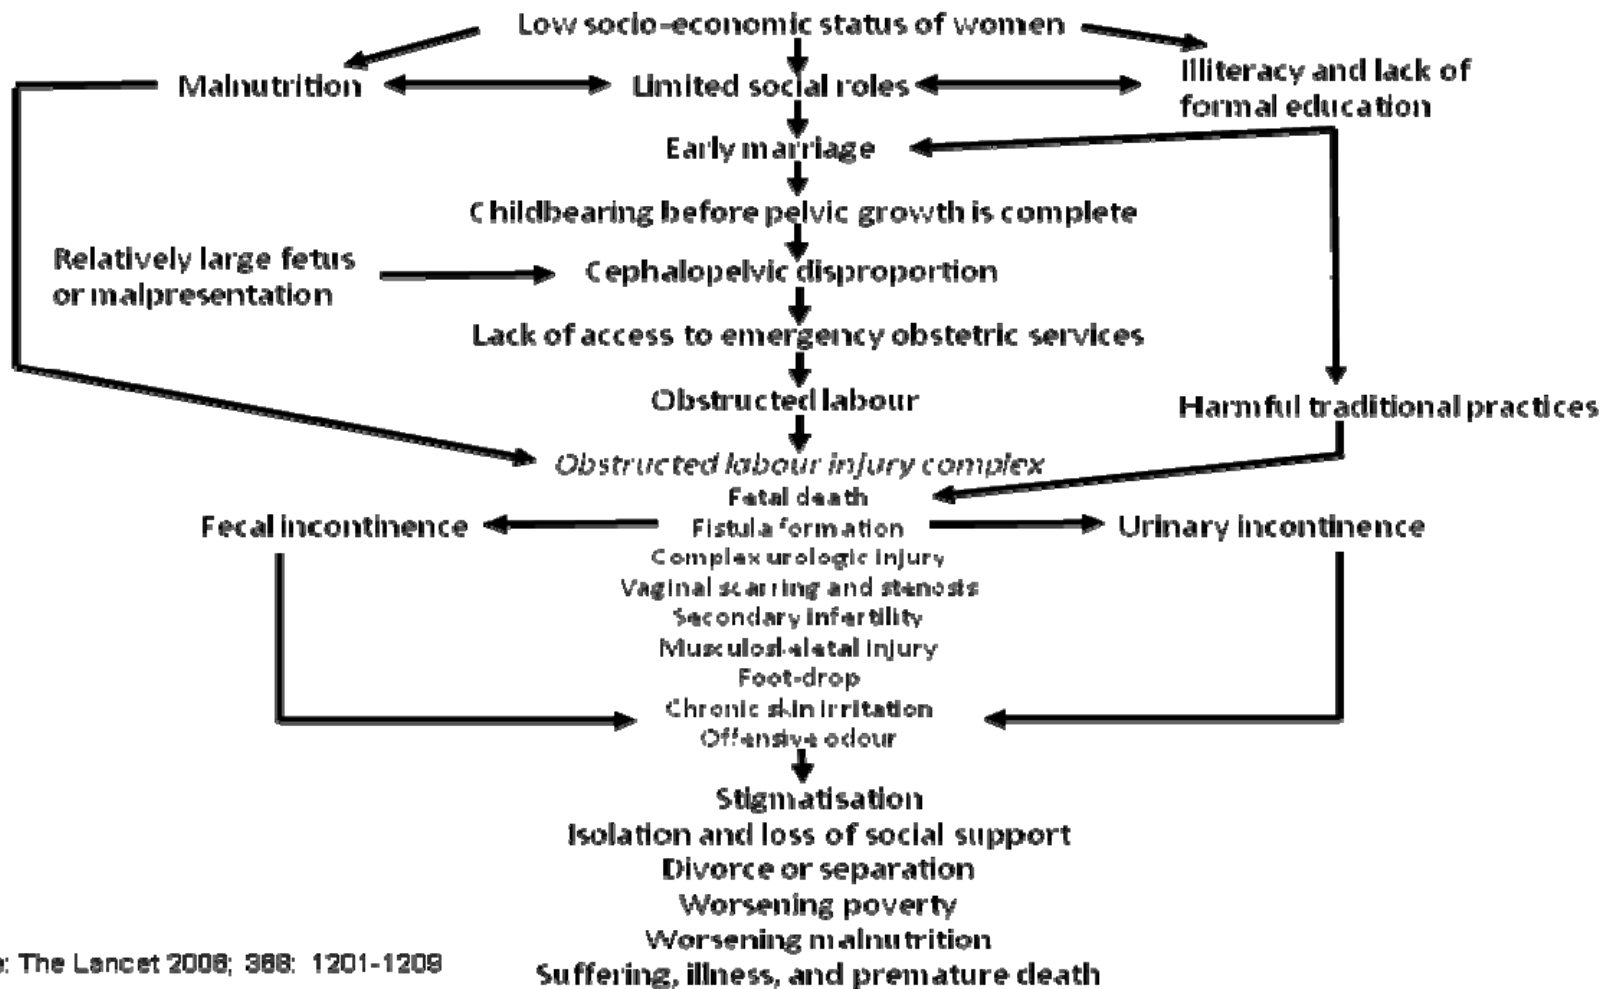 Low socio-economic status of women
Malnutrition
Limited social roles
Illiteracy and lack of
formal education
Early marriage
Childbearing before pelvic growth is complete
Relatively large fetus
or malpresentation
Cephalopelvic disproportion
Lack of access to emergency obstetric services
Obstructed labour
Harmful traditional practices
Obstructed labour injury complex
Fetal death
Fecal incontinence
Fistula formation
Urinary incontinence
Complex urologic injury
Vaginal scarring and stenosis
Secondary infertility
Musculoskeletal injury
Foot-drop
Chronic skin irritation
Offensive odour
Stigmatisation
Isolation and loss of social support
Divorce or separation
Worsening poverty
Worsening malnutrition
: The Lancet 2006; 368: 1201-1209
Suffering, illness, and premature death